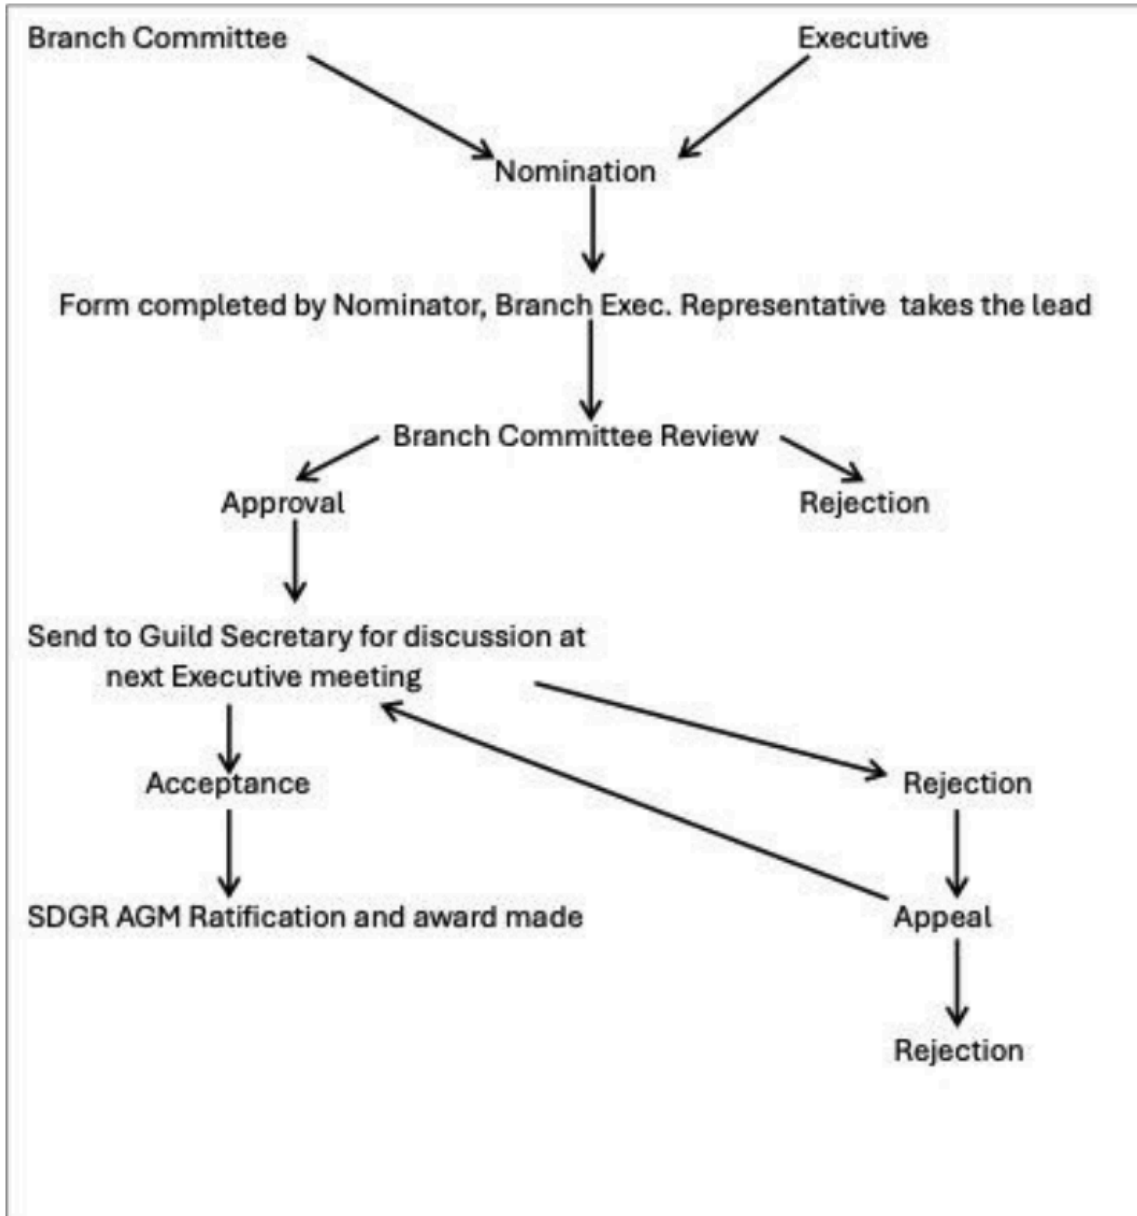 Branch Committee
Executive
Nomination
Form completed by Nominator, Branch Exec. Representative takes the lead
Branch Committee Review
Approval
Rejection
Send to Guild Secretary for discussion at
next Executive meeting
Acceptance
Rejection
SDGR AGM Ratification and award made
Appeal
Rejection